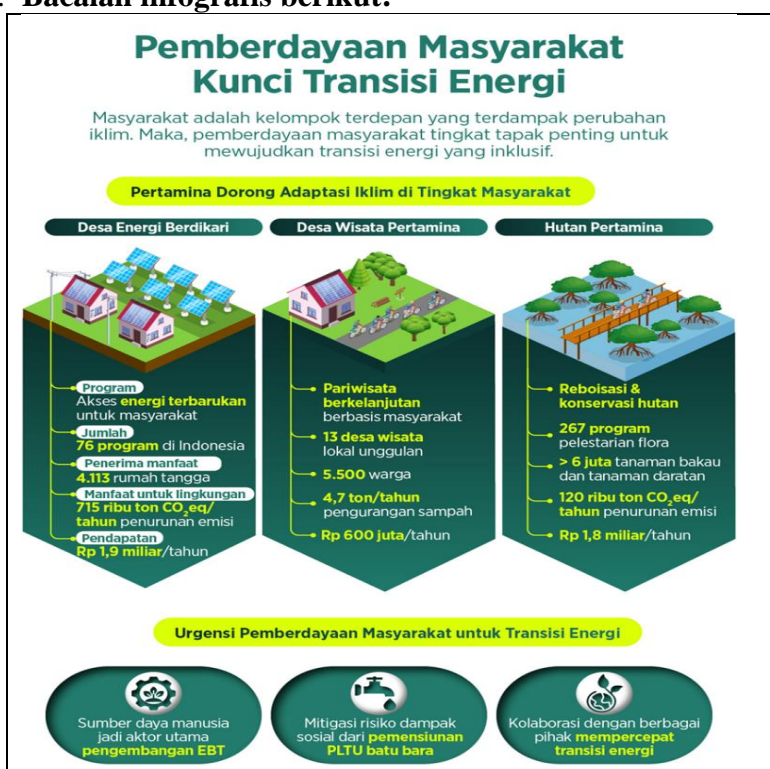 . Bacalah infografis berikut!
Pemberdayaan Masyarakat
Kunci Transisi Energi
Masyarakat adalah kelompok terdepan yang terdampak perubahan
iklim. Maka, pemberdayaan masyarakat tingkat tapak penting untuk
mewujudkan transisi energi yang inklusif.
Pertamina Dorong Adaptasi Iklim di Tingkat Masyarakat
Desa Energi Berdikari
Program
Akses energi terbarukan
untuk masyarakat
Jumlah
76 program di Indonesia
Penerima manfaat
4.113 rumah tangga
Manfaat untuk lingkungan
715 ribu ton CO₂eq/
tahun penurunan emisi
Pendapatan
Rp 1,9 miliar/tahun
Desa Wisata Pertamina
Pariwisata
berkelanjutan
berbasis masyarakat
13 desa wisata
lokal unggulan
5.500 warga
4,7 ton/tahun
pengurangan sampah
Rp 600 juta/tahun
Hutan Pertamina
Reboisasi &
konservasi hutan
267 program
pelestarian flora
> 6 juta tanaman bakau
dan tanaman daratan
120 ribu ton CO₂eq/
tahun penurunan emisi
Rp 1,8 miliar/tahun
Urgensi Pemberdayaan Masyarakat untuk Transisi Energi
Sumber daya manusia
jadi aktor utama
pengembangan EBT
Mitigasi risiko dampak
sosial dari pemensiunan
PLTU batu bara
Kolaborasi dengan berbagai
pihak mempercepat
transisi energi